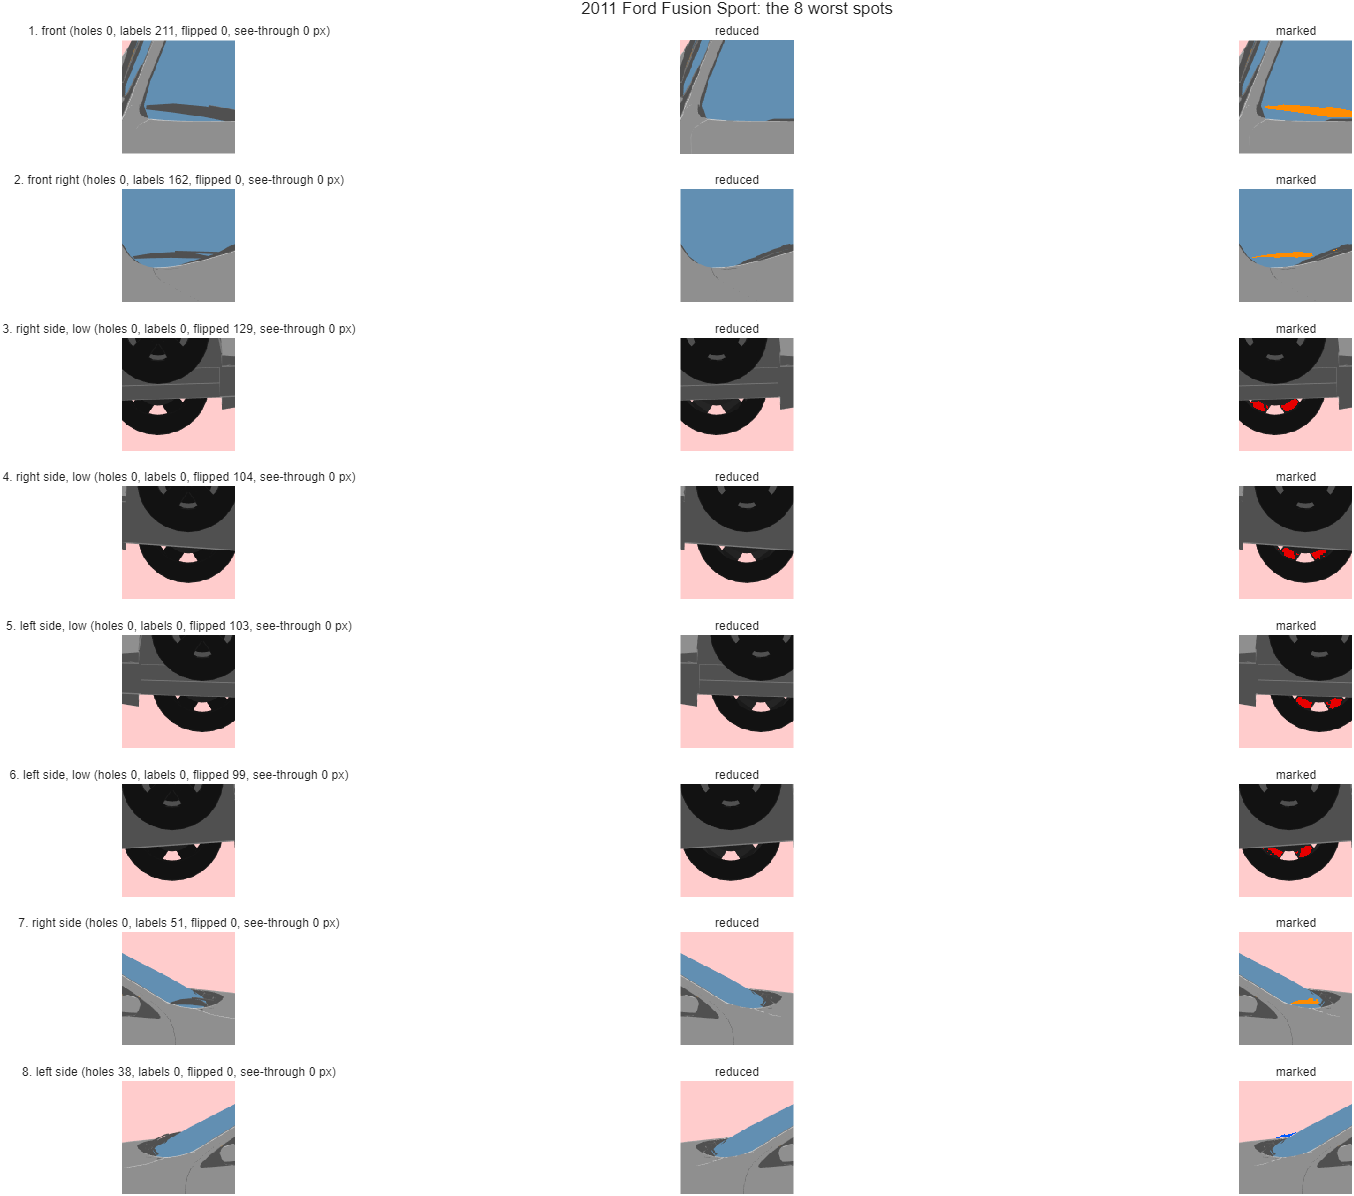 2011 Ford Fusion Sport: the 8 worst spots
1. front (holes 0, labels 211, flipped 0, see-through 0 px) reduced marked
2. front right (holes 0, labels 162, flipped 0, see-through 0 px) reduced marked
3. right side, low (holes 0, labels 0, flipped 129, see-through 0 px) reduced marked
4. right side, low (holes 0, labels 0, flipped 104, see-through 0 px) reduced marked
5. left side, low (holes 0, labels 0, flipped 103, see-through 0 px) reduced marked
6. left side, low (holes 0, labels 0, flipped 99, see-through 0 px) reduced marked
7. right side (holes 0, labels 51, flipped 0, see-through 0 px) reduced marked
8. left side (holes 38, labels 0, flipped 0, see-through 0 px) reduced marked